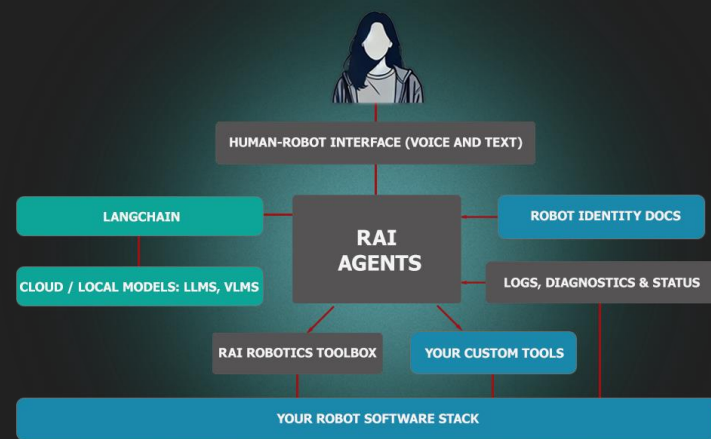 HUMAN-ROBOT INTERFACE (VOICE AND TEXT)
LANGCHAIN
RAI
AGENTS
ROBOT IDENTITY DOCS
CLOUD / LOCAL MODELS: LLMS, VLMS
LOGS, DIAGNOSTICS & STATUS
RAI ROBOTICS TOOLBOX
YOUR CUSTOM TOOLS
YOUR ROBOT SOFTWARE STACK